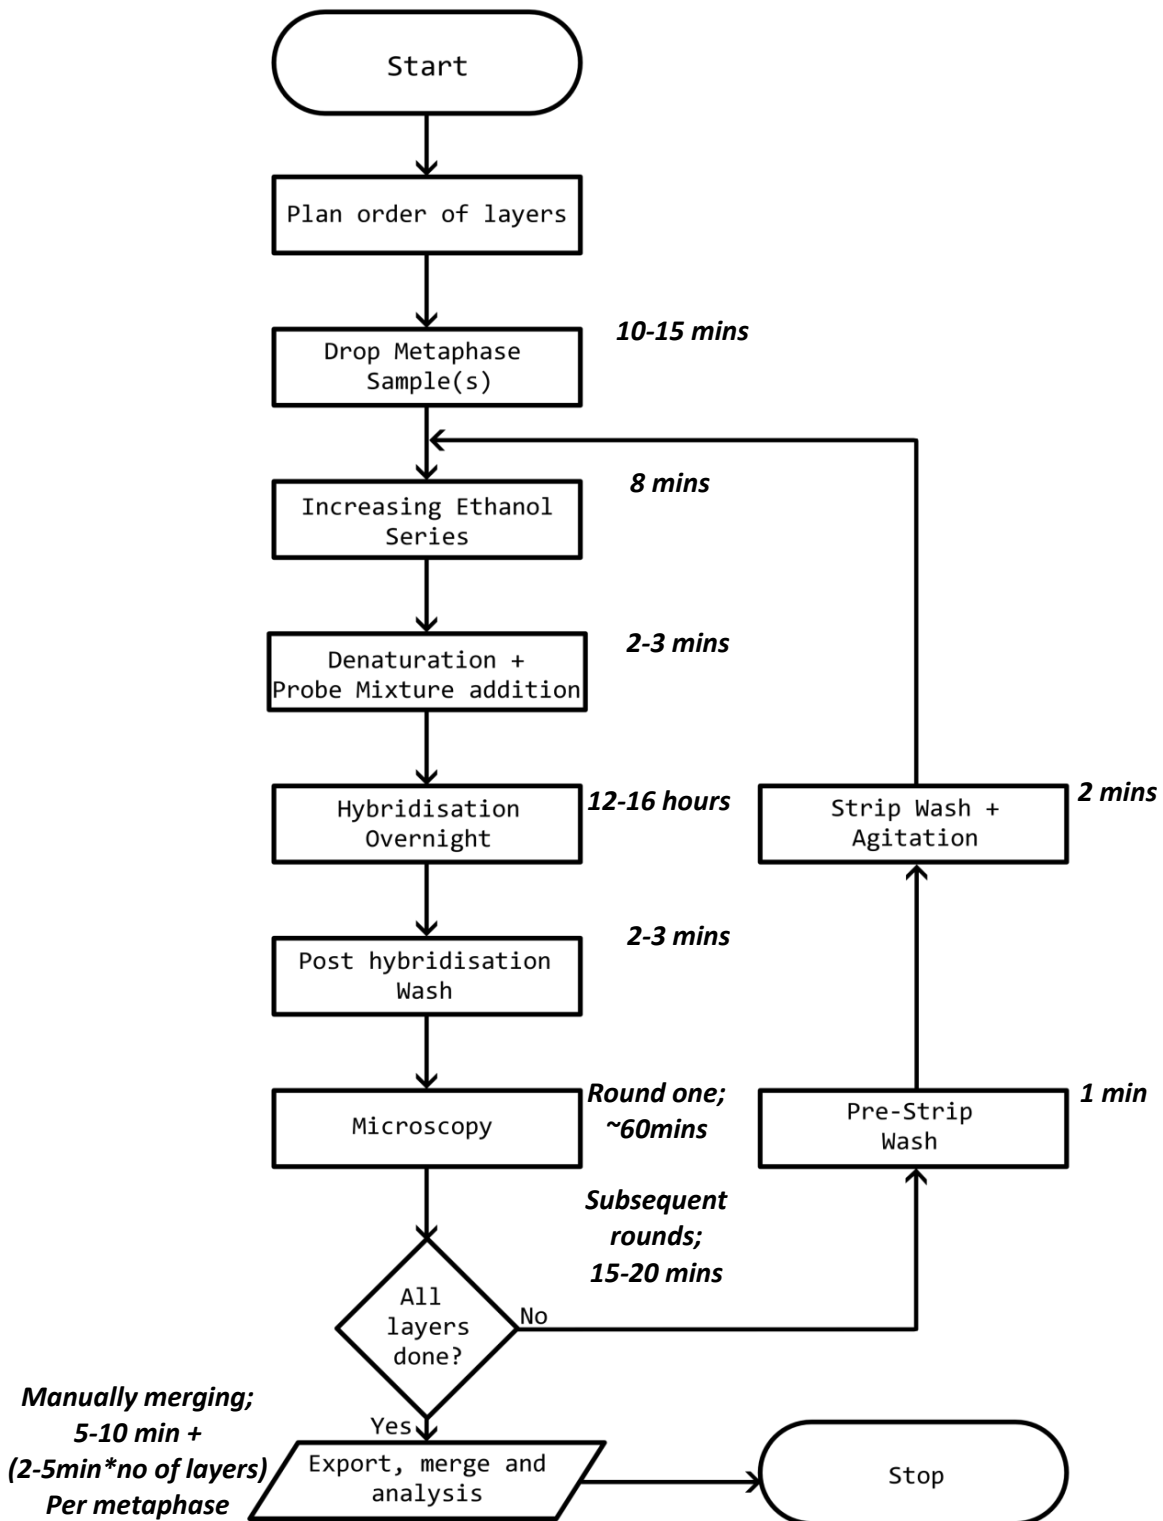 Start
Plan order of layers
10-15 mins
Drop Metaphase
Sample(s)
8 mins
Increasing Ethanol
Series
2-3 mins
Denaturation +
Probe Mixture addition
12-16 hours
Hybridisation
Overnight
2 mins
Strip Wash +
Agitation
2-3 mins
Post hybridisation
Wash
Round one;
~60mins
Microscopy
1 min
Pre-Strip
Wash
Subsequent
rounds;
15-20 mins
All
layers
done?
No
Yes
Manually merging;
5-10 min +
(2-5min*no of layers)
Per metaphase
Export, merge and
analysis
Stop